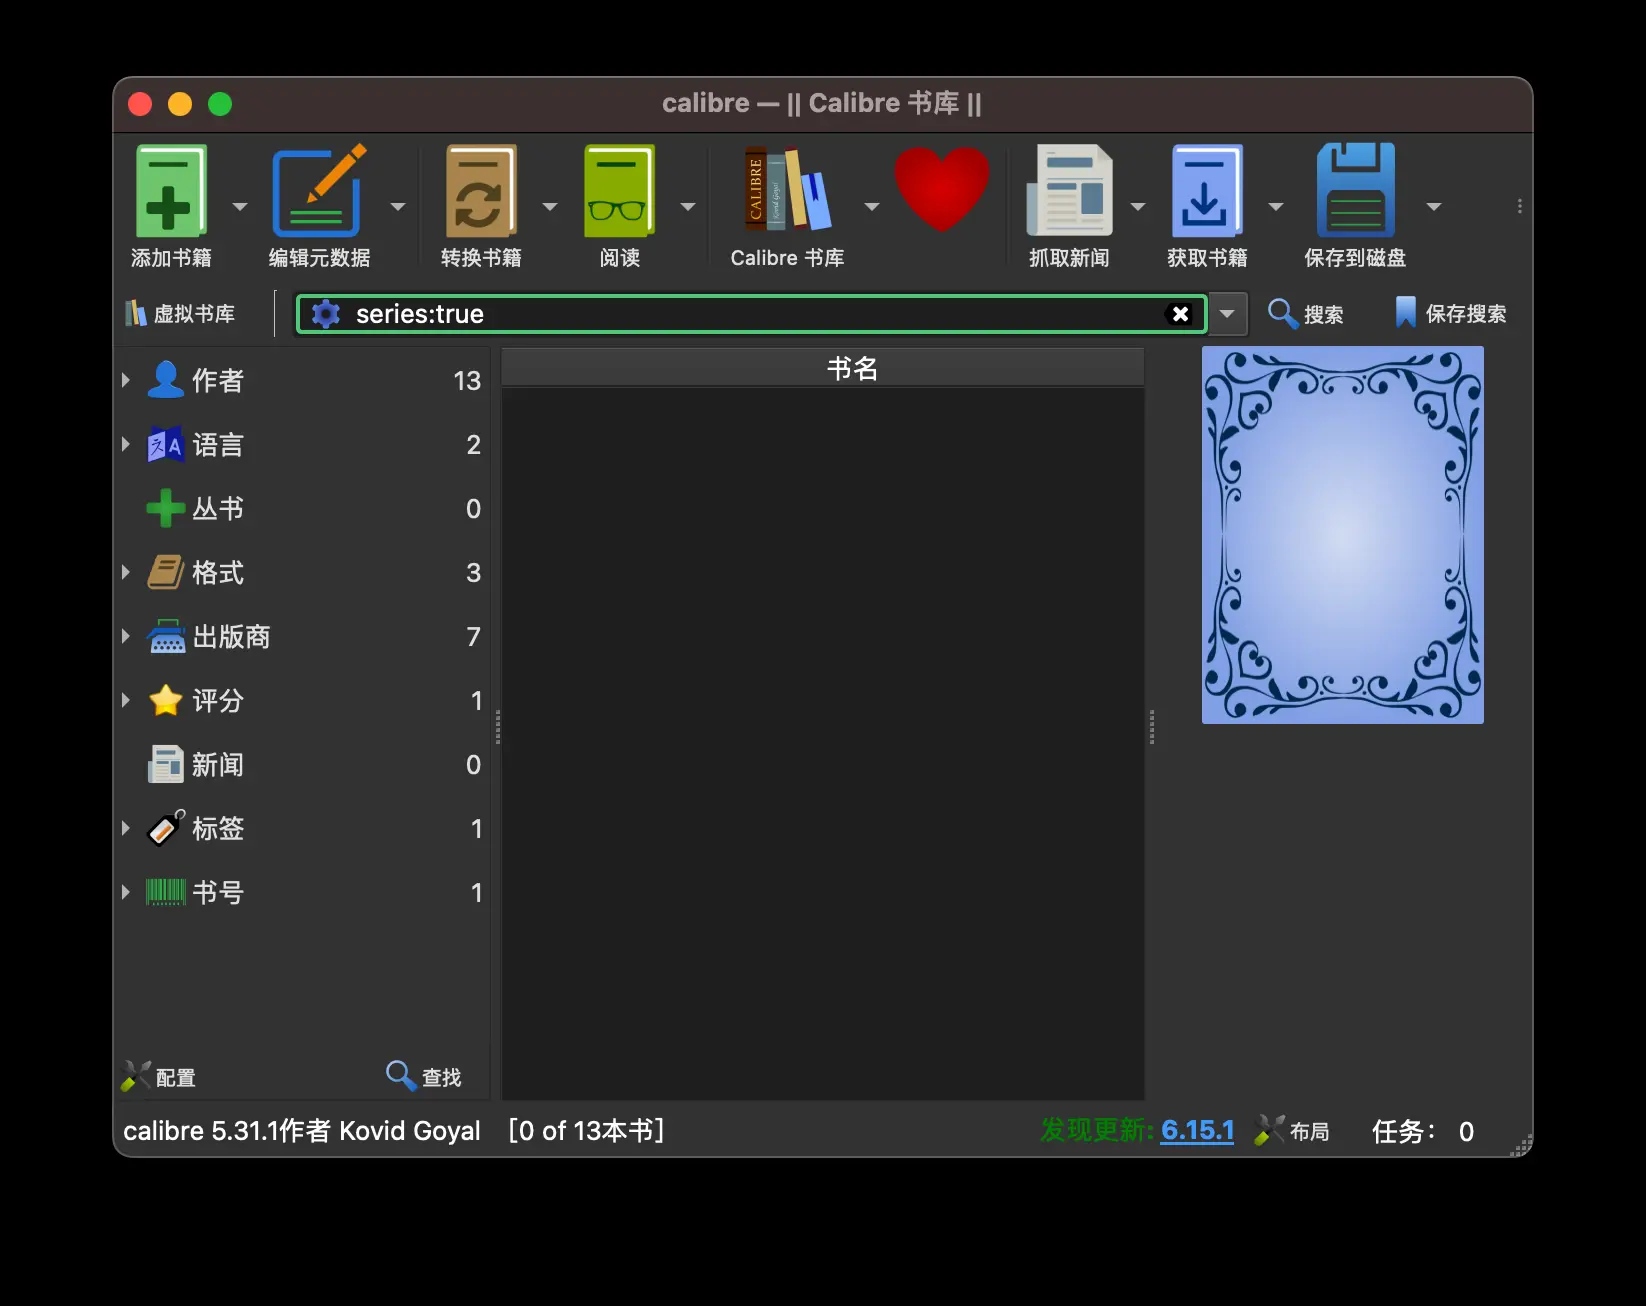 calibre — || Calibre 书库 ||
添加书籍
编辑元数据
转换书籍
阅读
CALIBRE
Kovid Goyal
Calibre 书库
抓取新闻
获取书籍
保存到磁盘
虚拟书库
series:true
搜索
保存搜索
作者 13
语言 2
丛书 0
格式 3
出版商 7
评分 1
新闻 0
标签 1
书号 1
书名
配置
查找
calibre 5.31.1作者 Kovid Goyal [0 of 13本书]
发现更新: 6.15.1
布局
任务: 0